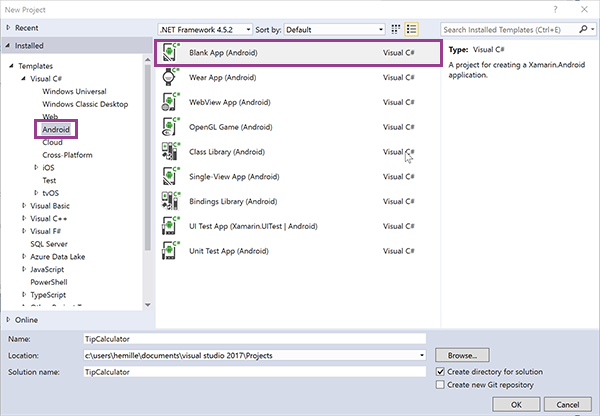 New Project
Recent
.NET Framework 4.5.2
Sort by:
Default
Search Installed Templates (Ctrl+E)
Installed
Templates
Visual C#
Windows Universal
Windows Classic Desktop
Web
Android
Cloud
Cross-Platform
iOS
Test
tvOS
Visual Basic
Visual C++
Visual F#
SQL Server
Azure Data Lake
JavaScript
PowerShell
TypeScript
Online
Blank App (Android) Visual C#
Wear App (Android) Visual C#
WebView App (Android) Visual C#
OpenGL Game (Android) Visual C#
Class Library (Android) Visual C#
Single-View App (Android) Visual C#
Bindings Library (Android) Visual C#
UI Test App (Xamarin.UITest | Android) Visual C#
Unit Test App (Android) Visual C#
Type: Visual C#
A project for creating a Xamarin.Android
application.
Name: TipCalculator
Location: c:\users\hemille\documents\visual studio 2017\Projects
Browse...
Solution name: TipCalculator
Create directory for solution
Create new Git repository
OK
Cancel